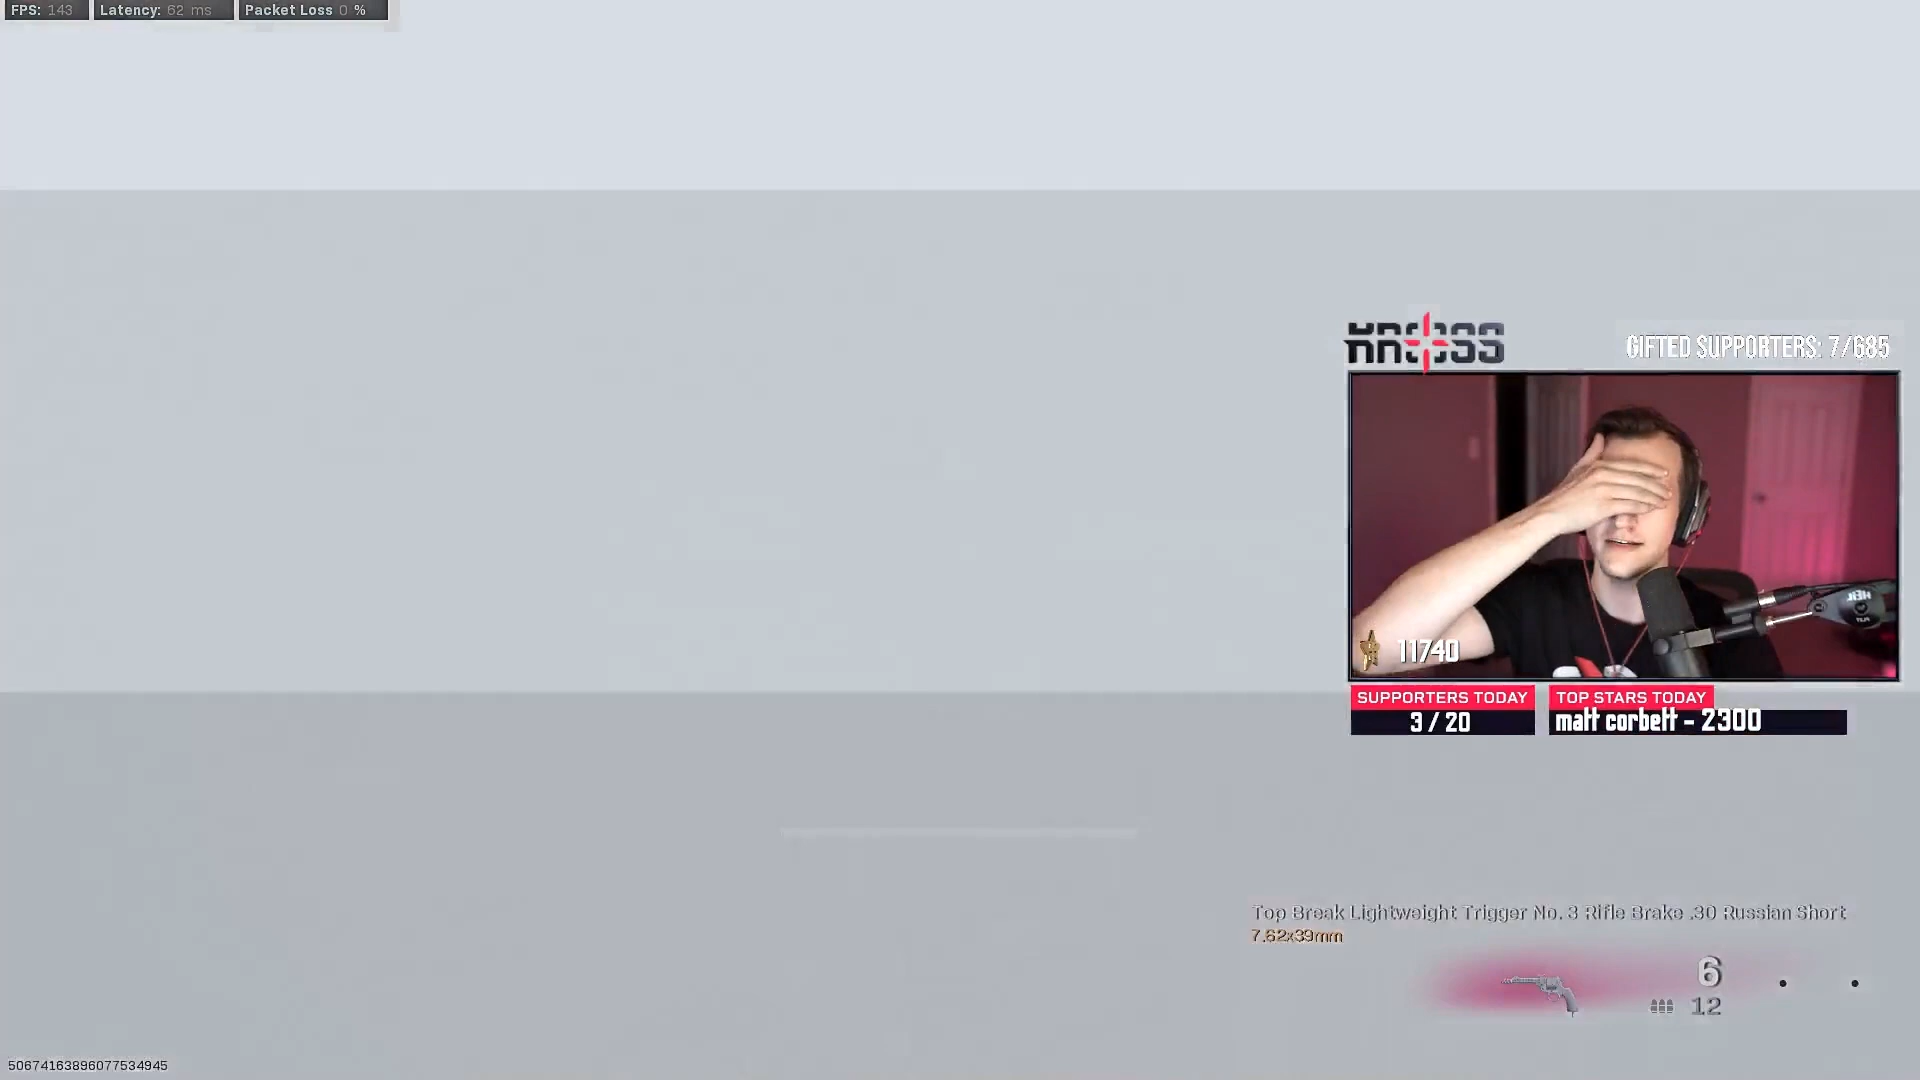 FPS: 143 Latency: 62 ms Packet Loss 0 %
GIFTED SUPPORTERS: 7/685
11740
SUPPORTERS TODAY
3 / 20
TOP STARS TODAY
matt corbett - 2300
Top Break Lightweight Trigger No. 3 Rifle Brake .30 Russian Short
7.62x39mm
6
12
50674163896077534945